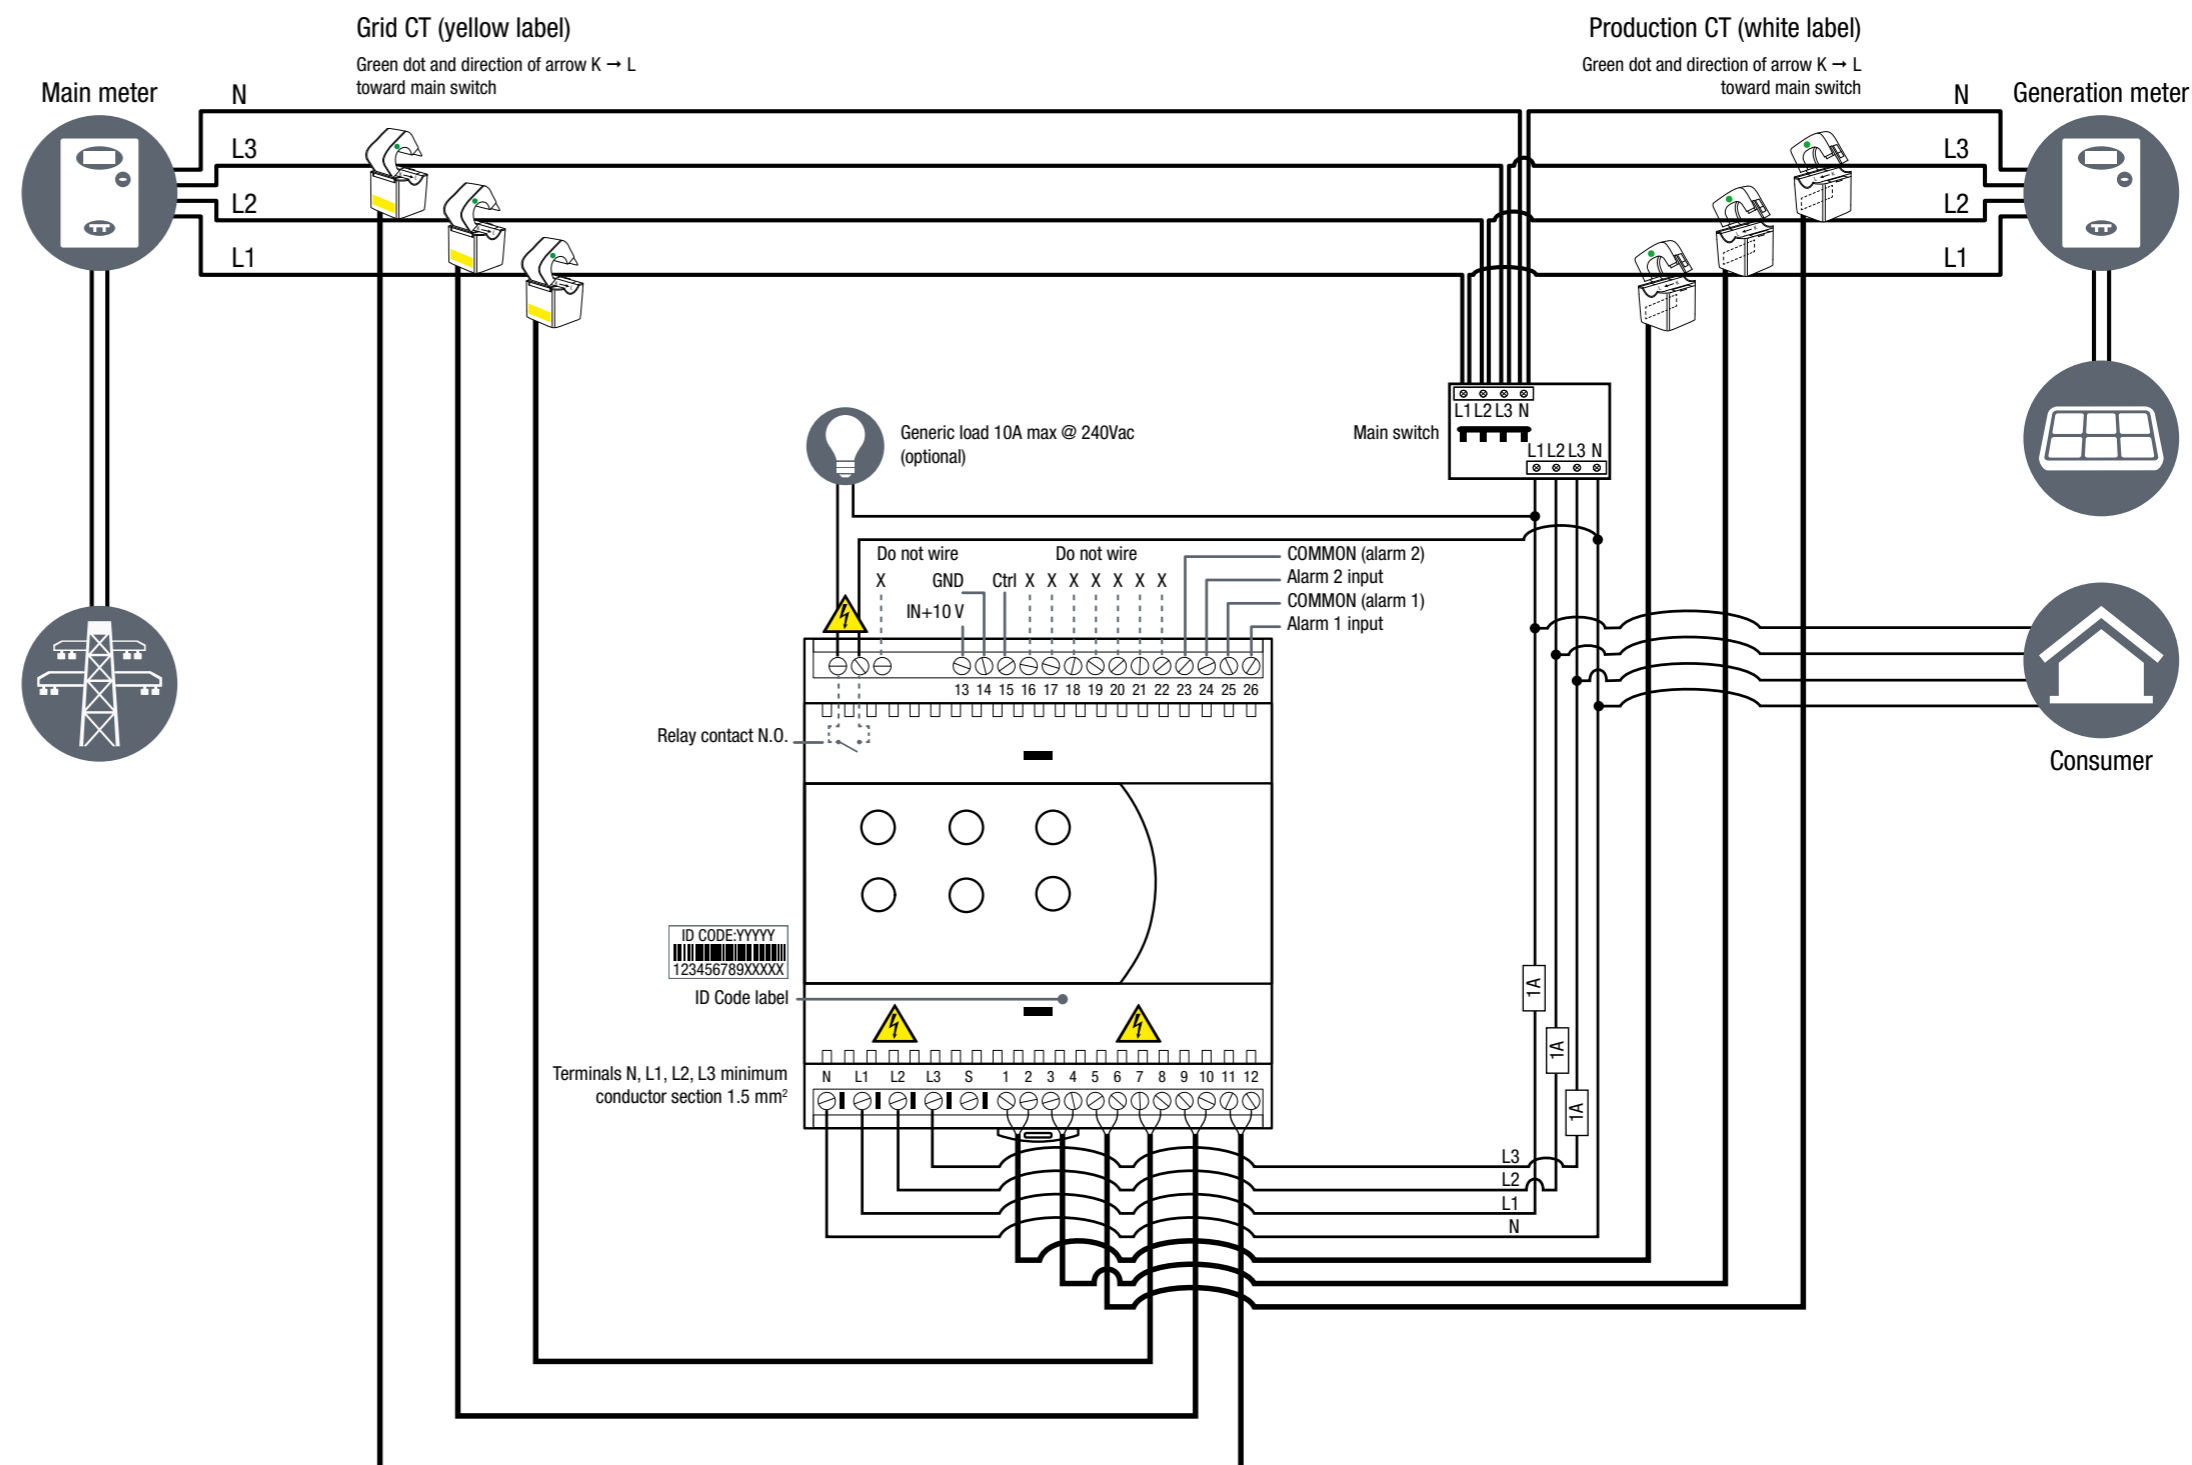 Grid CT (yellow label)
Green dot and direction of arrow K → L
toward main switch
Production CT (white label)
Green dot and direction of arrow K → L
toward main switch
Main meter
N
L3
L2
L1
N
L3
L2
L1
Generation meter
Main switch
L1 L2 L3 N
L1 L2 L3 N
Generic load 10A max @ 240Vac
(optional)
Do not wire
X
GND
IN+10 V
Ctrl
Do not wire
X X X X X X X
COMMON (alarm 2)
Alarm 2 input
COMMON (alarm 1)
Alarm 1 input
13 14 15 16 17 18 19 20 21 22 23 24 25 26
Relay contact N.O.
Consumer
ID CODE:YYYYY
123456789XXXXX
ID Code label
1A
1A
1A
Terminals N, L1, L2, L3 minimum
conductor section 1.5 mm²
N L1 L2 L3 S 1 2 3 4 5 6 7 8 9 10 11 12
L3
L2
L1
N